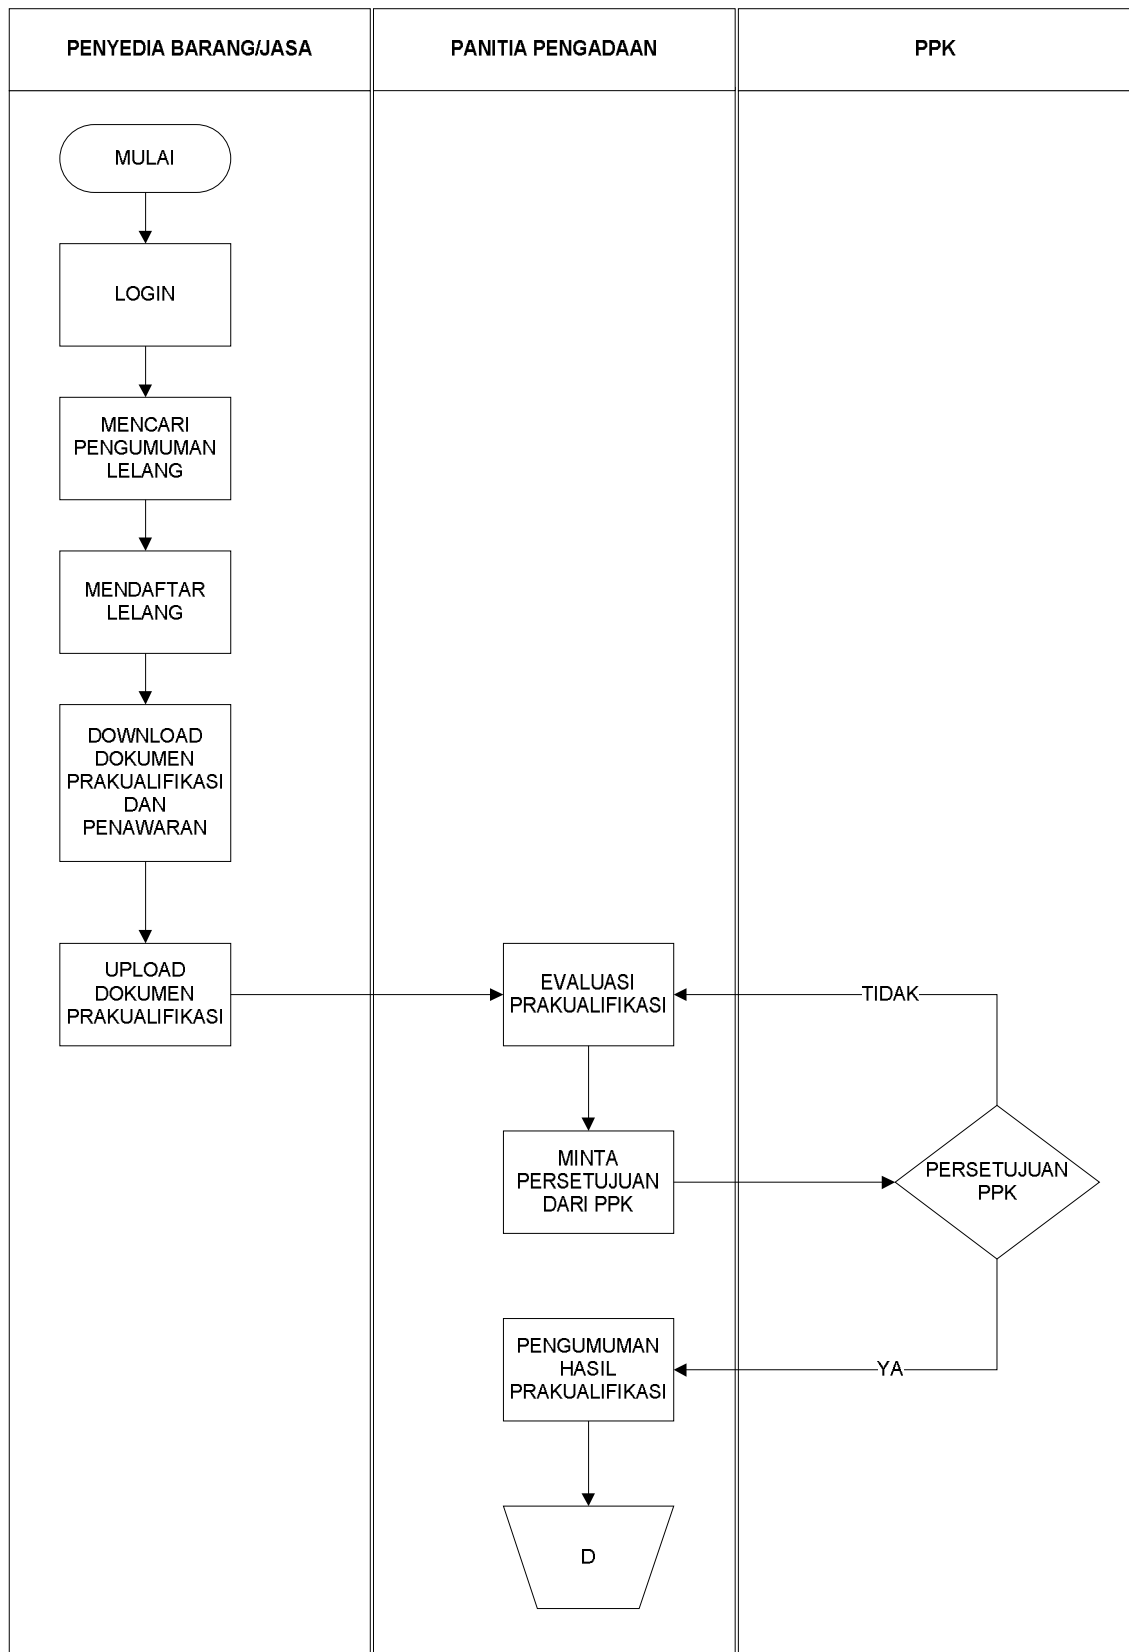 PENYEDIA BARANG/JASA
PANITIA PENGADAAN
PPK
MULAI
LOGIN
MENCARI
PENGUMUMAN
LELANG
MENDAFTAR
LELANG
DOWNLOAD
DOKUMEN
PRAKUALIFIKASI
DAN
PENAWARAN
UPLOAD
DOKUMEN
PRAKUALIFIKASI
EVALUASI
PRAKUALIFIKASI
TIDAK
MINTA
PERSETUJUAN
DARI PPK
PERSETUJUAN
PPK
PENGUMUMAN
HASIL
PRAKUALIFIKASI
YA
D